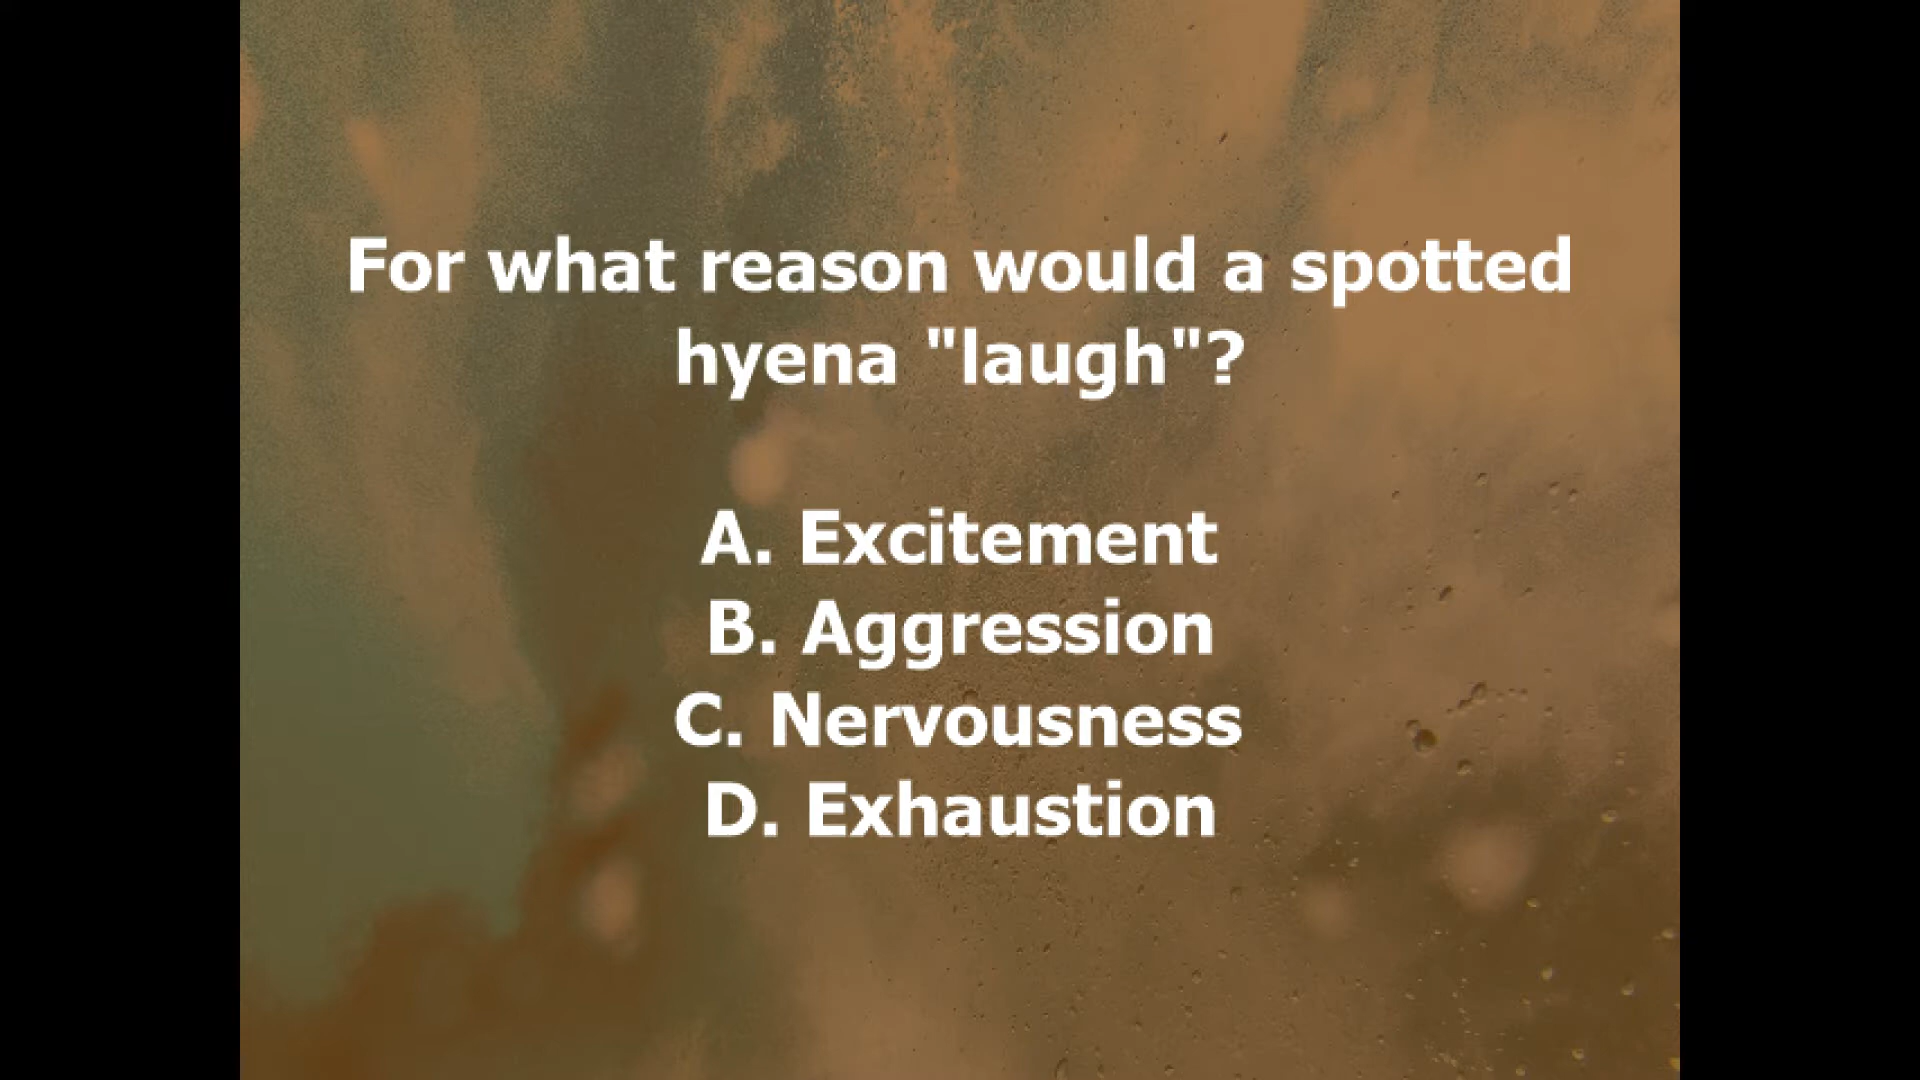 For what reason would a spotted
hyena "laugh"?
A. Excitement
B. Aggression
C. Nervousness
D. Exhaustion